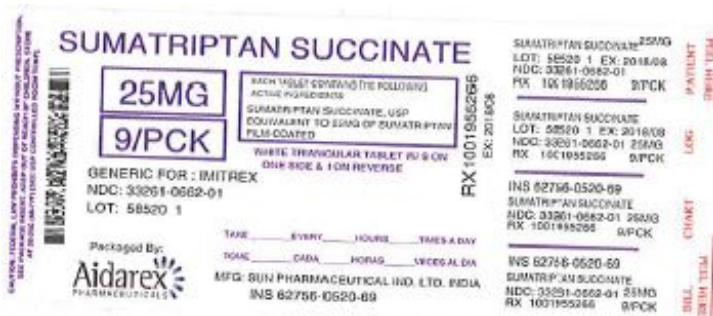 SUMATRIPTAN SUCCINATE
25MG
9/PCK
EACH TABLET CONTAINS THE FOLLOWING
ACTIVE INGREDIENTS
SUMATRIPTAN SUCCINATE, USP
EQUIVALENT TO 25MG OF SUMATRIPTAN
FILM-COATED
WHITE TRIANGULAR TABLET W/ S ON
ONE SIDE & I ON REVERSE
GENERIC FOR : IMITREX
NDC: 33261-0662-01
LOT: 58520 1
RX 1001955266
EX: 2018/08
Packaged By:
Aidarex
PHARMACEUTICALS
TAKE EVERY HOURS TIMES A DAY
TOME CADA HORAS VECES AL DIA
MFG: SUN PHARMACEUTICAL IND. LTD. INDIA
INS 62756-0520-69
SUMATRIPTAN SUCCINATE 25MG
LOT: 58520 1 EX: 2018/08
NDC: 33261-0662-01
RX 1001955266 9/PCK
PATIENT
SUMATRIPTAN SUCCINATE
LOT: 58520 1 EX: 2018/08
NDC: 33261-0662-01 25MG
RX 1001955266 9/PCK
LOG
INS 62756-0520-69
SUMATRIPTAN SUCCINATE
NDC: 33261-0662-01 25MG
RX 1001955266 9/PCK
CHART
INS 62756-0520-69
SUMATRIPTAN SUCCINATE
NDC: 33261-0662-01 25MG
RX 1001955266 9/PCK
BILL